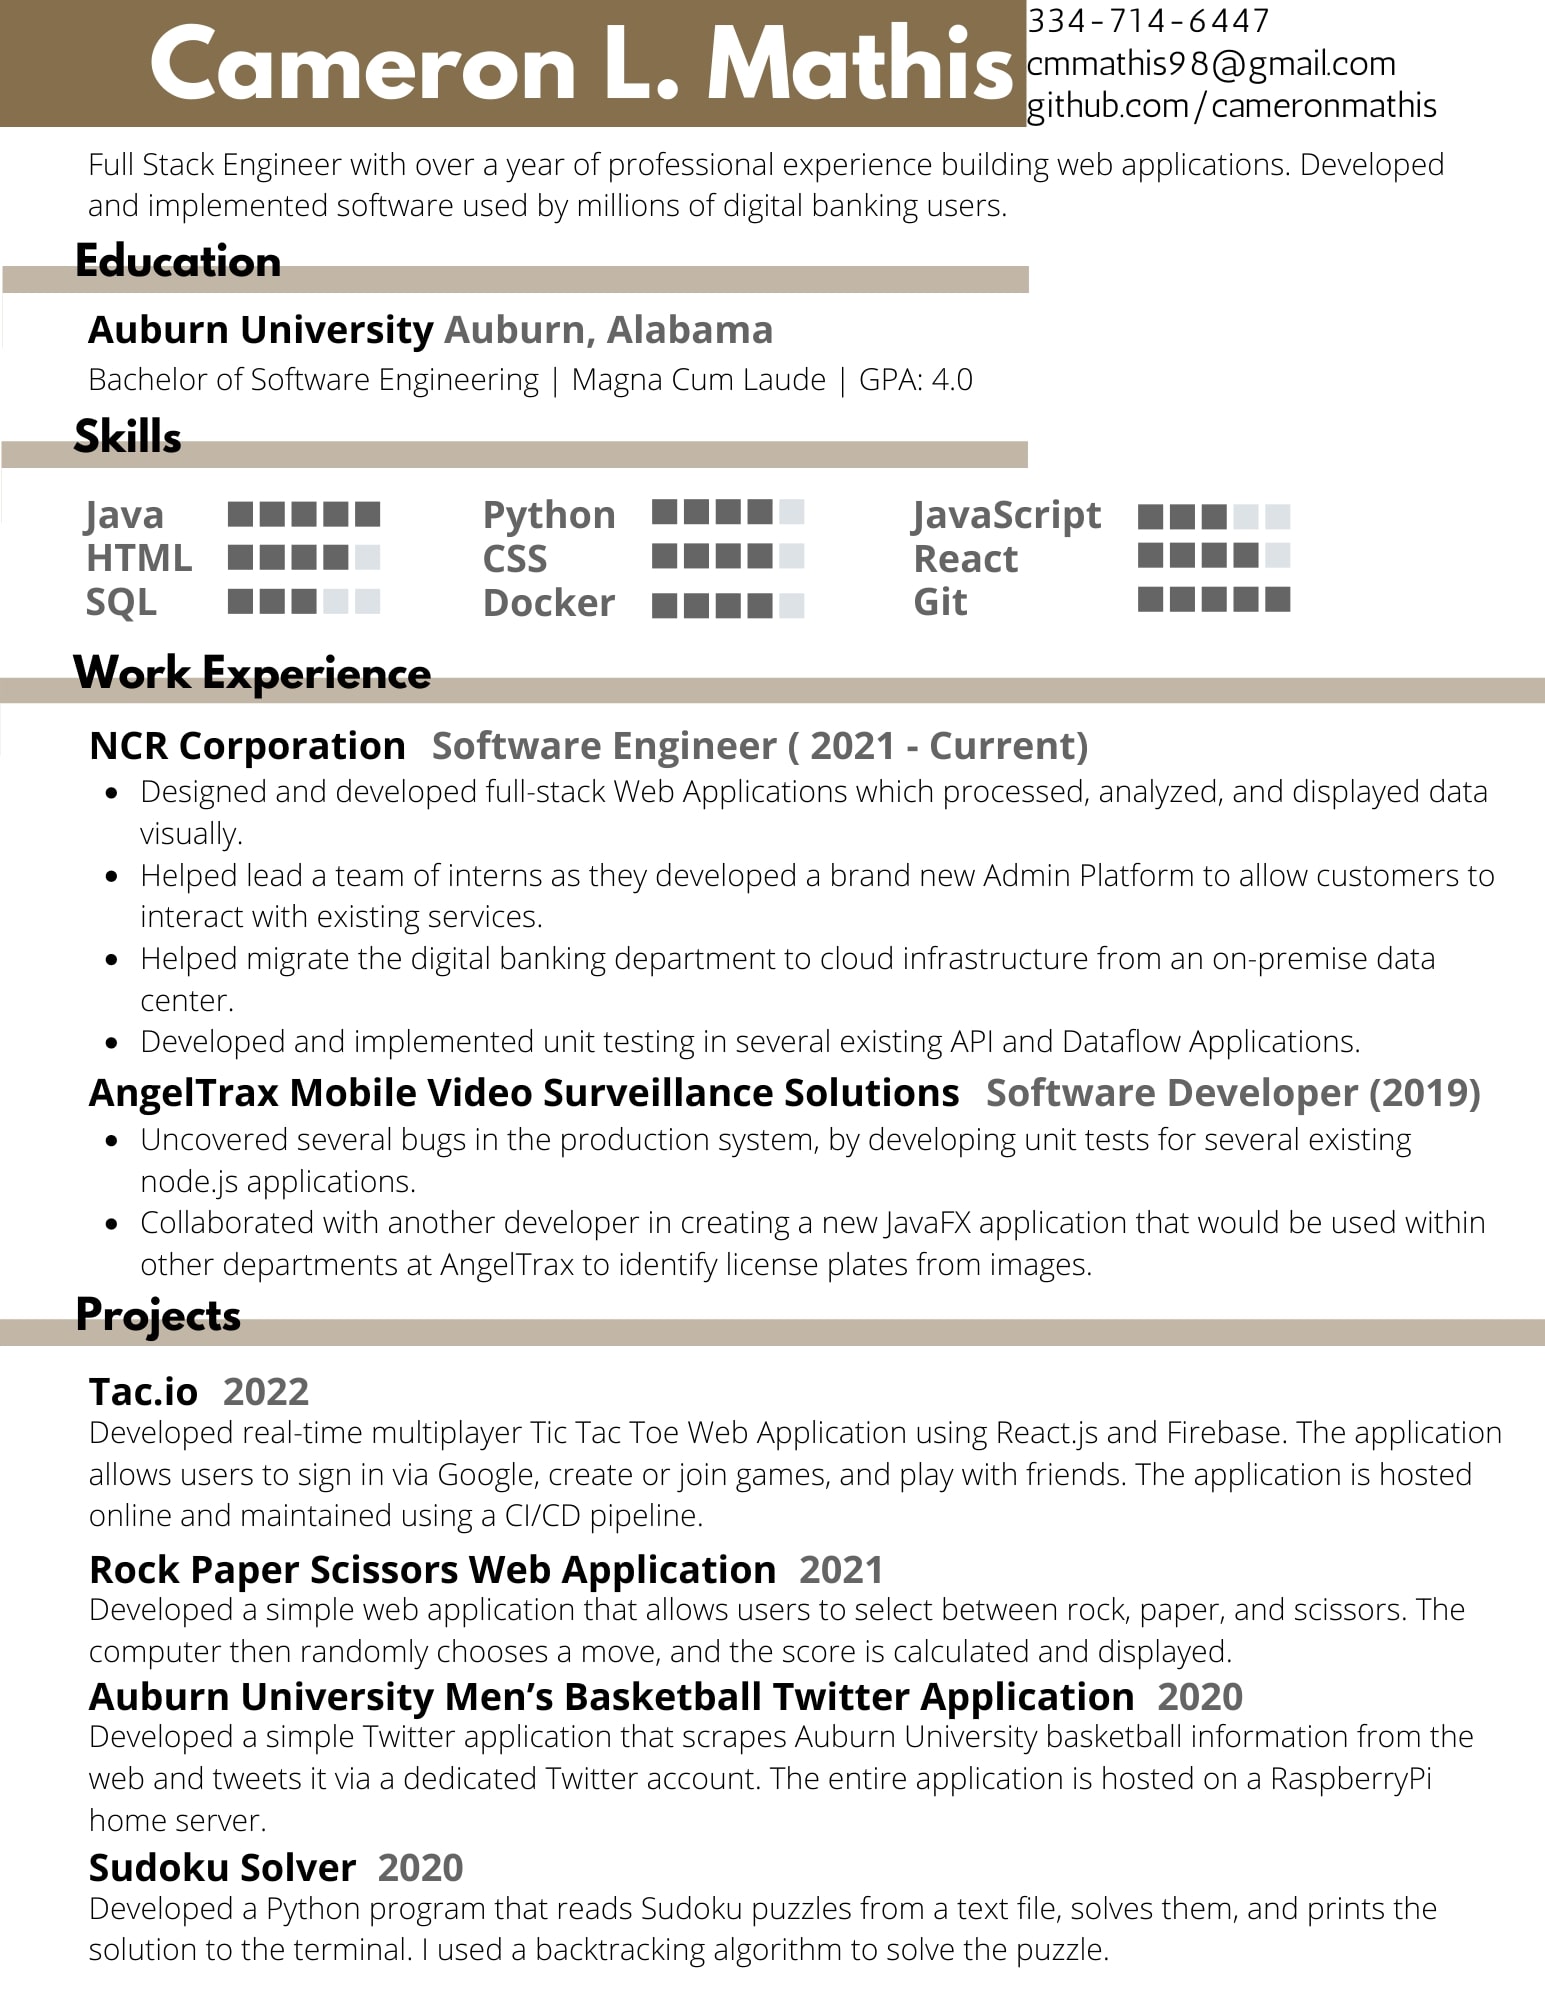 Cameron L. Mathis
334-714-6447
cmmathis98@gmail.com
github.com/cameronmathis
Full Stack Engineer with over a year of professional experience building web applications. Developed
and implemented software used by millions of digital banking users.
Education
Auburn University Auburn, Alabama
Bachelor of Software Engineering | Magna Cum Laude | GPA: 4.0
Skills
Java Python JavaScript
HTML CSS React
SQL Docker Git
Work Experience
NCR Corporation Software Engineer ( 2021 - Current)
• Designed and developed full-stack Web Applications which processed, analyzed, and displayed data
visually.
• Helped lead a team of interns as they developed a brand new Admin Platform to allow customers to
interact with existing services.
• Helped migrate the digital banking department to cloud infrastructure from an on-premise data
center.
• Developed and implemented unit testing in several existing API and Dataflow Applications.
AngelTrax Mobile Video Surveillance Solutions Software Developer (2019)
• Uncovered several bugs in the production system, by developing unit tests for several existing
node.js applications.
• Collaborated with another developer in creating a new JavaFX application that would be used within
other departments at AngelTrax to identify license plates from images.
Projects
Tac.io 2022
Developed real-time multiplayer Tic Tac Toe Web Application using React.js and Firebase. The application
allows users to sign in via Google, create or join games, and play with friends. The application is hosted
online and maintained using a CI/CD pipeline.
Rock Paper Scissors Web Application 2021
Developed a simple web application that allows users to select between rock, paper, and scissors. The
computer then randomly chooses a move, and the score is calculated and displayed.
Auburn University Men’s Basketball Twitter Application 2020
Developed a simple Twitter application that scrapes Auburn University basketball information from the
web and tweets it via a dedicated Twitter account. The entire application is hosted on a RaspberryPi
home server.
Sudoku Solver 2020
Developed a Python program that reads Sudoku puzzles from a text file, solves them, and prints the
solution to the terminal. I used a backtracking algorithm to solve the puzzle.